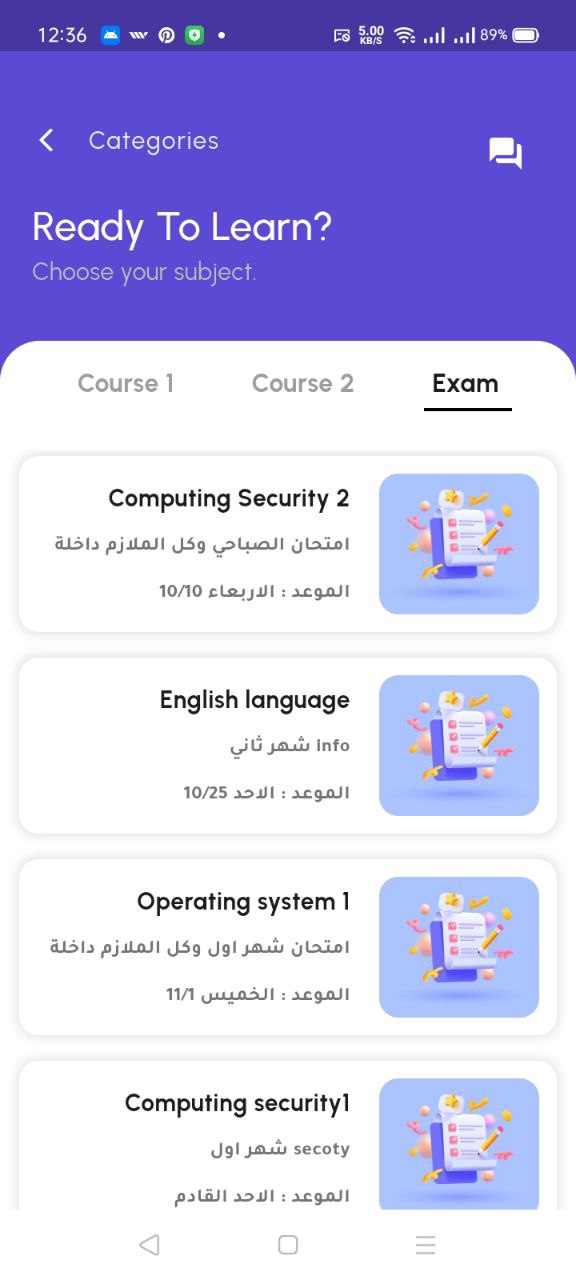 12:36
5.00
KB/S
89%
Categories
Ready To Learn?
Choose your subject.
Course 1
Course 2
Exam
Computing Security 2
امتحان الصباحي وكل الملازم داخلة
الموعد : الاربعاء 10/10
English language
info شهر ثاني
الموعد : الاحد 10/25
Operating system 1
امتحان شهر اول وكل الملازم داخلة
الموعد : الخميس 11/1
Computing security1
secoty شهر اول
الموعد : الاحد القادم